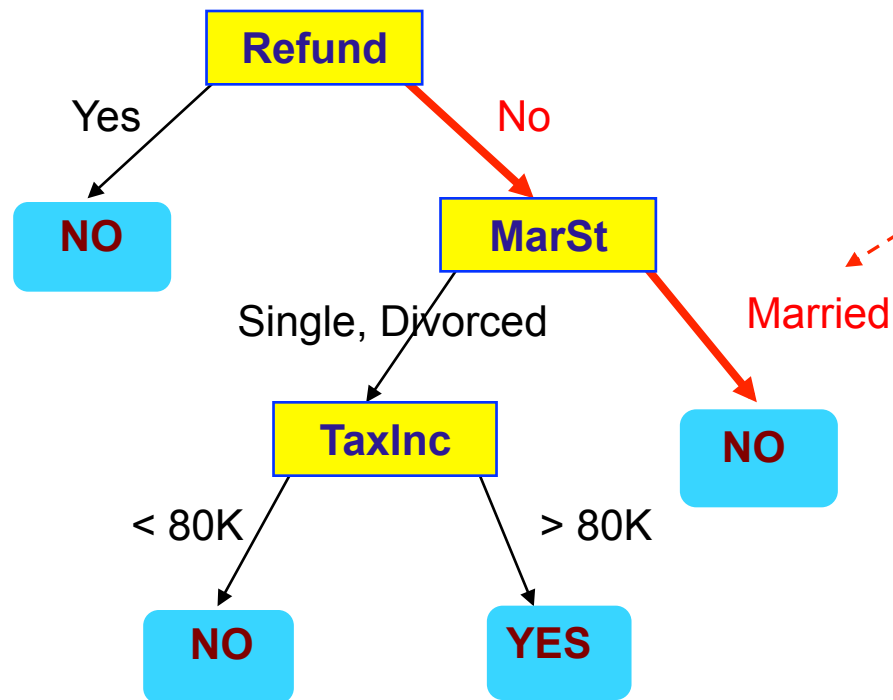 Refund
Yes
No
NO
MarSt
Single, Divorced
Married
TaxInc
NO
< 80K
> 80K
NO
YES